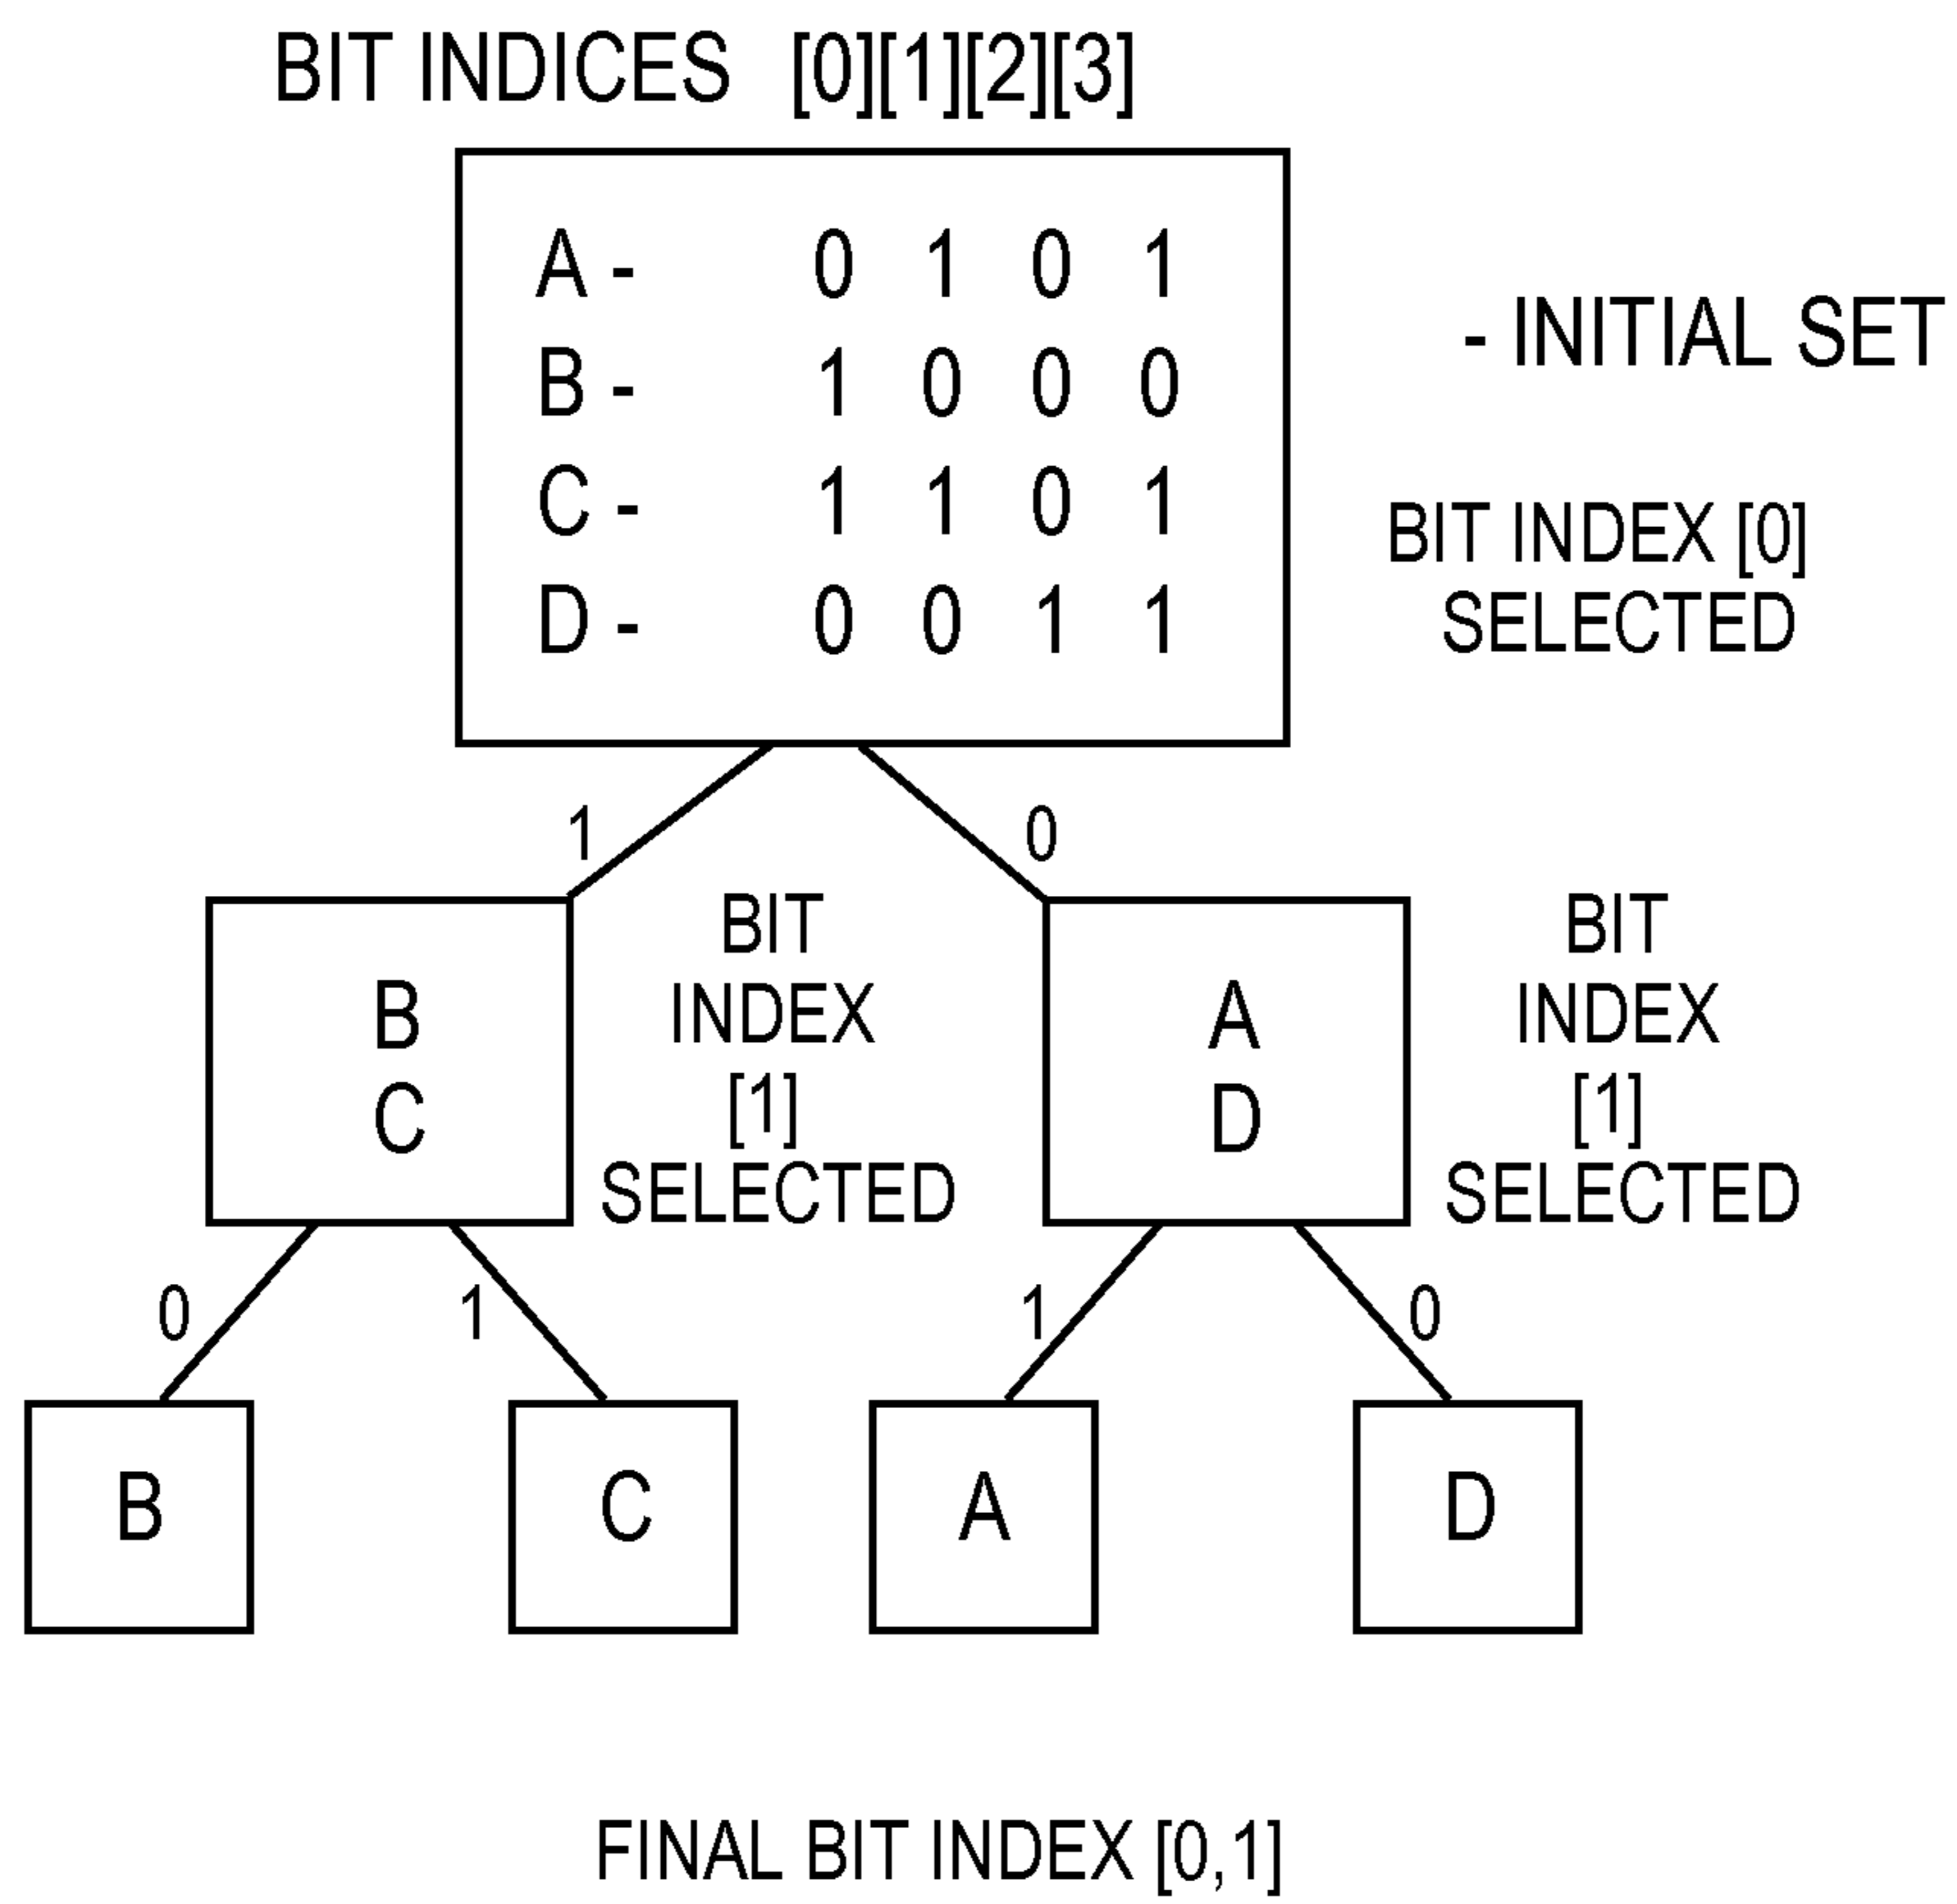 BIT INDICES [0][1][2][3]
A - 0 1 0 1
B - 1 0 0 0
C - 1 1 0 1
D - 0 0 1 1
- INITIAL SET
BIT INDEX [0]
SELECTED
1
0
B
C
BIT
INDEX
[1]
SELECTED
A
D
BIT
INDEX
[1]
SELECTED
0
1
1
0
B
C
A
D
FINAL BIT INDEX [0,1]